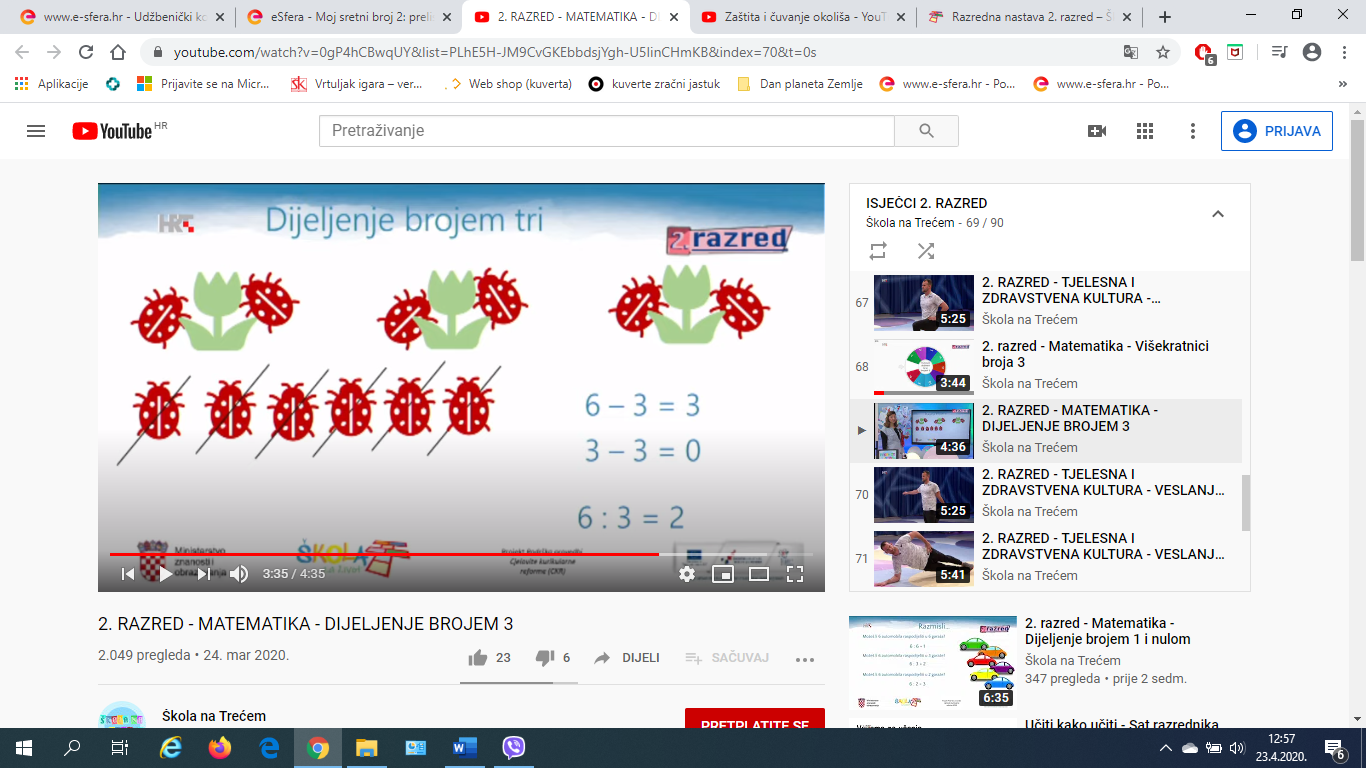 www.e-sfera.hr - Udžbenički ko
eSfera - Moj sretni broj 2: preli
2. RAZRED - MATEMATIKA - DI
Zaštita i čuvanje okoliša - YouT
Razredna nastava 2. razred – Š
youtube.com/watch?v=0gP4hCBwqUY&list=PLhE5H-JM9CvGKEbbdsjYgh-U5IinCHmKB&index=70&t=0s
6
Aplikacije
Prijavite se na Micr...
Vrtuljak igara – ver...
Web shop (kuverta)
kuverte zračni jastuk
Dan planeta Zemlje
www.e-sfera.hr - Po...
www.e-sfera.hr - Po...
YouTube HR
Pretraživanje
PRIJAVA
HRT
Dijeljenje brojem tri
2.razred
6 – 3 = 3
3 – 3 = 0
6 : 3 = 2
Ministarstvo
znanosti i
obrazovanja
ŠKOLA
za život
3:35 / 4:35
ISJEČCI 2. RAZRED
Škola na Trećem - 69 / 90
67
5:25
2. RAZRED - TJELESNA I
ZDRAVSTVENA KULTURA -...
Škola na Trećem
68
3:44
2. razred - Matematika - Višekratnici
broja 3
Škola na Trećem
4:36
2. RAZRED - MATEMATIKA -
DIJELJENJE BROJEM 3
Škola na Trećem
70
5:25
2. RAZRED - TJELESNA I
ZDRAVSTVENA KULTURA - VESLANJ...
Škola na Trećem
71
5:41
2. RAZRED - TJELESNA I
ZDRAVSTVENA KULTURA - VESLANJ...
Škola na Trećem
2. RAZRED - MATEMATIKA - DIJELJENJE BROJEM 3
2.049 pregleda • 24. mar 2020.
23
6
DIJELI
SAČUVAJ
Škola na Trećem
PRETPLATITE SE
Razmisli...
6:35
2. razred - Matematika -
Dijeljenje brojem 1 i nulom
Škola na Trećem
347 pregleda • prije 2 sedm.
Učiti kako učiti - Sat razrednika
12:57
23.4.2020.
6